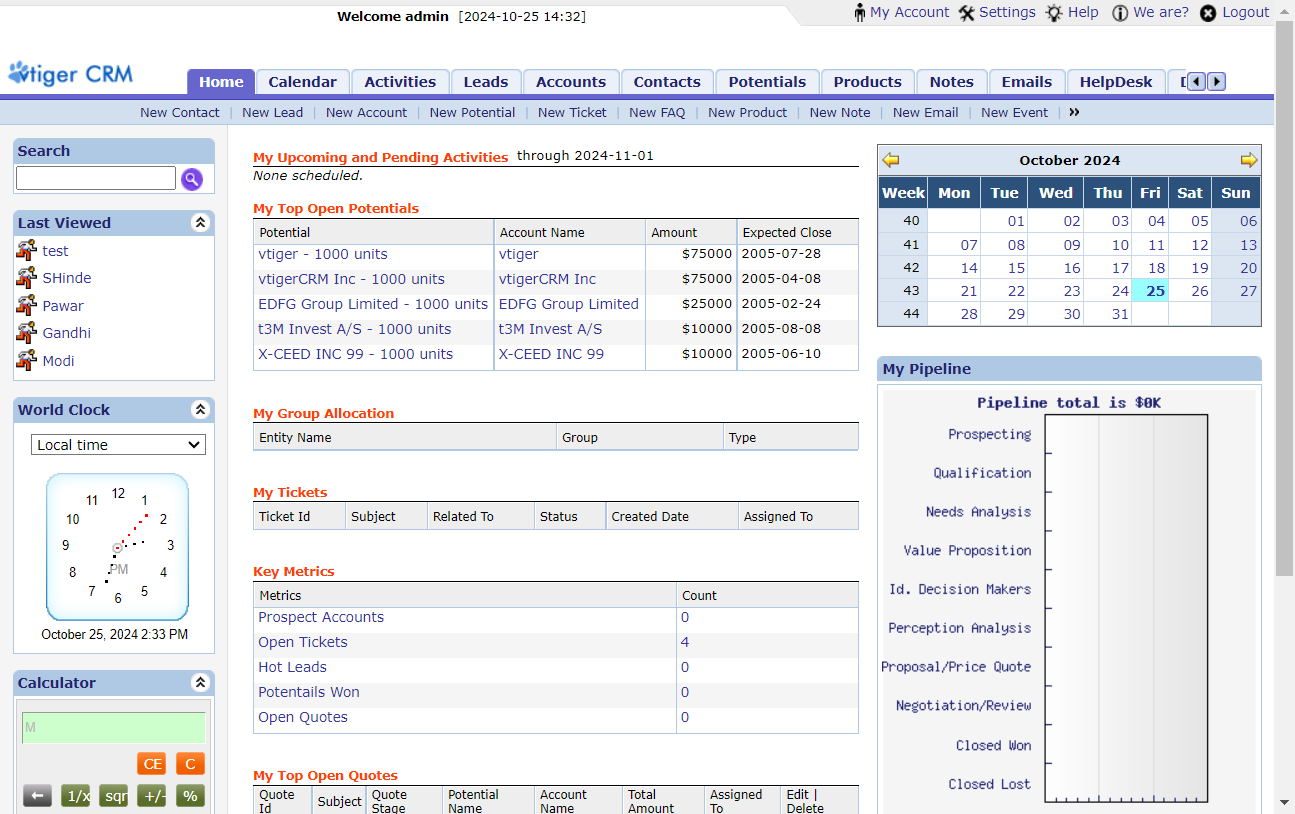 Welcome admin [2024-10-25 14:32]
My Account Settings Help We are? Logout
vtiger CRM
Home Calendar Activities Leads Accounts Contacts Potentials Products Notes Emails HelpDesk
New Contact | New Lead | New Account | New Potential | New Ticket | New FAQ | New Product | New Note | New Email | New Event | »
Search
Last Viewed
test
SHinde
Pawar
Gandhi
Modi
World Clock
Local time
12
11 1
10 2
9 3
PM
8 4
7 5
6
October 25, 2024 2:33 PM
Calculator
M
CE C
← 1/x sqr +/- %
My Upcoming and Pending Activities through 2024-11-01
None scheduled.
My Top Open Potentials
Potential Account Name Amount Expected Close
vtiger - 1000 units vtiger $75000 2005-07-28
vtigerCRM Inc - 1000 units vtigerCRM Inc $75000 2005-04-08
EDFG Group Limited - 1000 units EDFG Group Limited $25000 2005-02-24
t3M Invest A/S - 1000 units t3M Invest A/S $10000 2005-08-08
X-CEED INC 99 - 1000 units X-CEED INC 99 $10000 2005-06-10
My Group Allocation
Entity Name Group Type
My Tickets
Ticket Id Subject Related To Status Created Date Assigned To
Key Metrics
Metrics Count
Prospect Accounts 0
Open Tickets 4
Hot Leads 0
Potentails Won 0
Open Quotes 0
My Top Open Quotes
Quote Id Subject Quote Stage Potential Name Account Name Total Amount Assigned To Edit | Delete
October 2024
Week Mon Tue Wed Thu Fri Sat Sun
40 01 02 03 04 05 06
41 07 08 09 10 11 12 13
42 14 15 16 17 18 19 20
43 21 22 23 24 25 26 27
44 28 29 30 31
My Pipeline
Pipeline total is $0K
Prospecting
Qualification
Needs Analysis
Value Proposition
Id. Decision Makers
Perception Analysis
Proposal/Price Quote
Negotiation/Review
Closed Won
Closed Lost